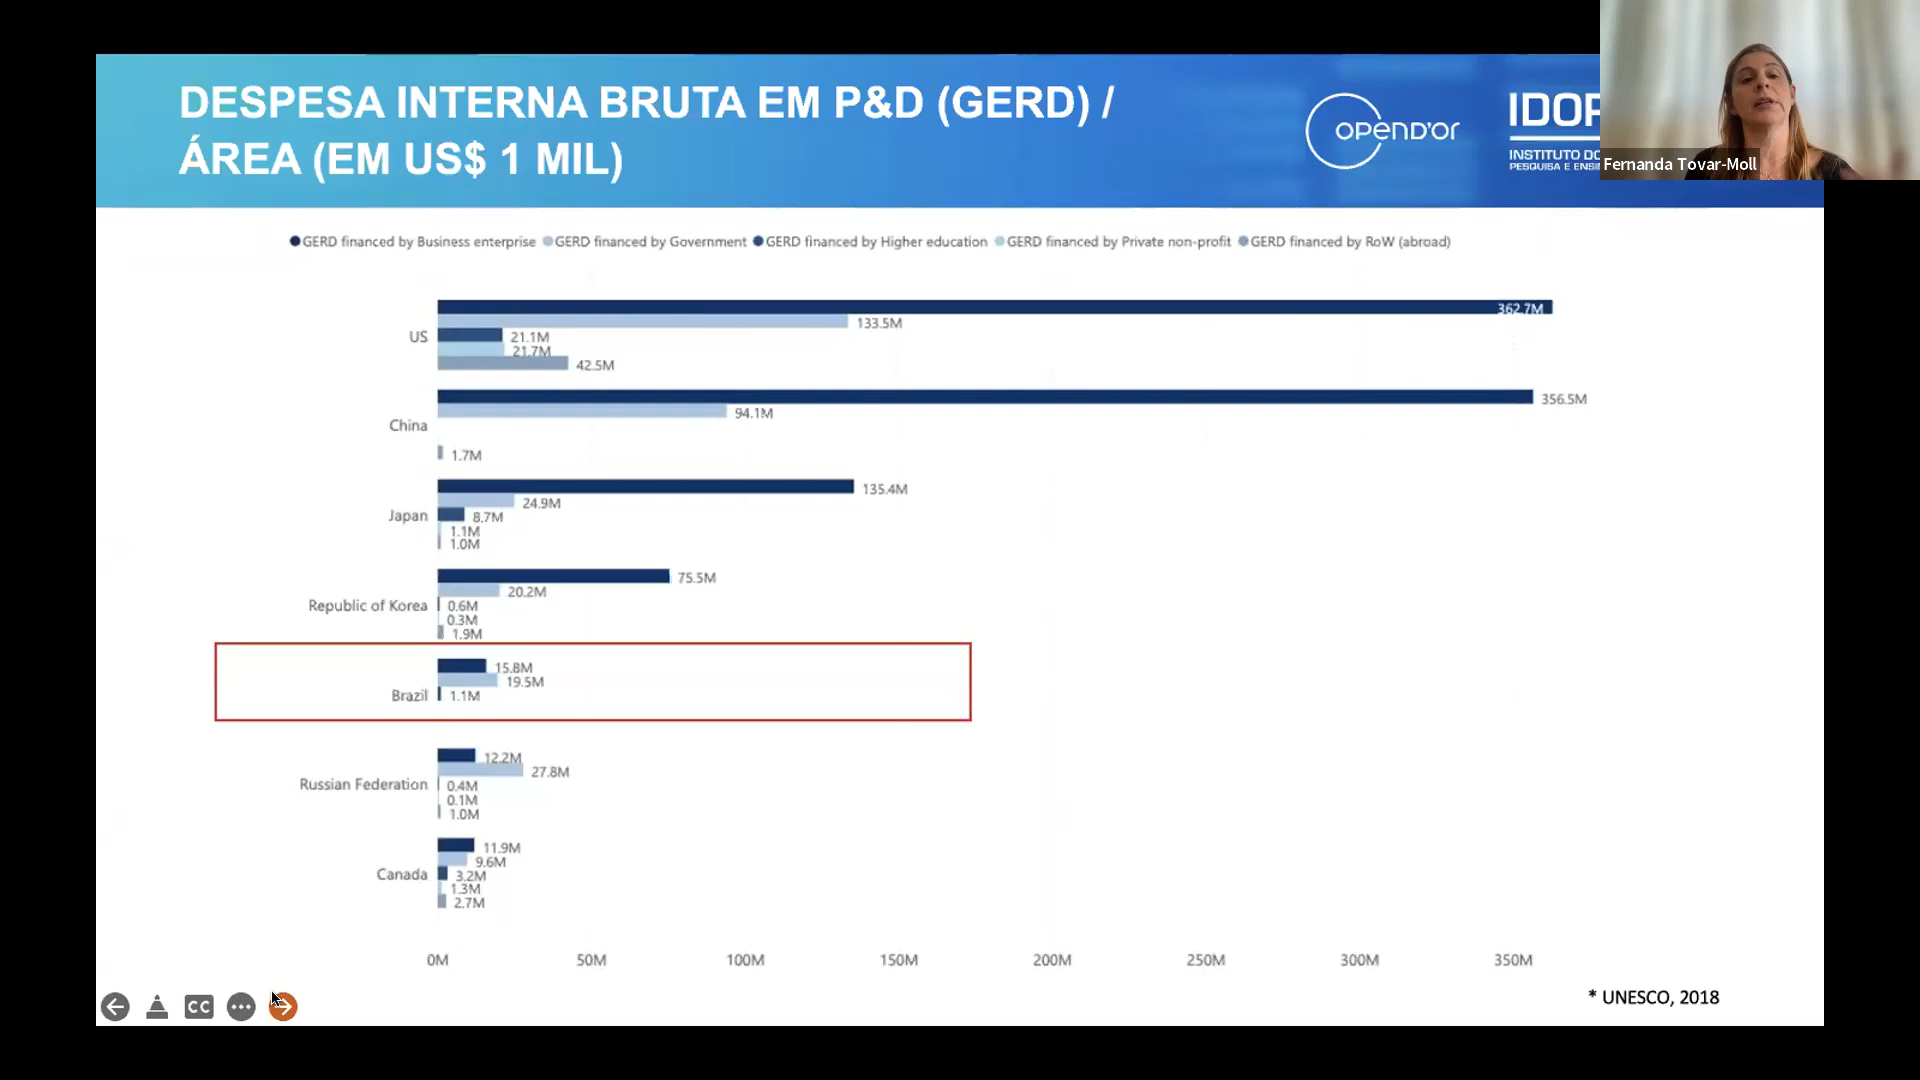 DESPESA INTERNA BRUTA EM P&D (GERD) /
ÁREA (EM US$ 1 MIL)
OPEND'OR
INSTITUTO
PESQUISA E
Fernanda Tovar-Moll
GERD financed by Business enterprise GERD financed by Government GERD financed by Higher education GERD financed by Private non-profit GERD financed by RoW (abroad)
US
362.7M
133.5M
21.1M
21.7M
42.5M
China
356.5M
94.1M
1.7M
Japan
135.4M
24.9M
8.7M
1.1M
1.0M
Republic of Korea
75.5M
20.2M
0.6M
0.3M
1.9M
Brazil
15.8M
19.5M
1.1M
Russian Federation
12.2M
27.8M
0.4M
0.1M
1.0M
Canada
11.9M
9.6M
3.2M
1.3M
2.7M
0M 50M 100M 150M 200M 250M 300M 350M
* UNESCO, 2018
CC